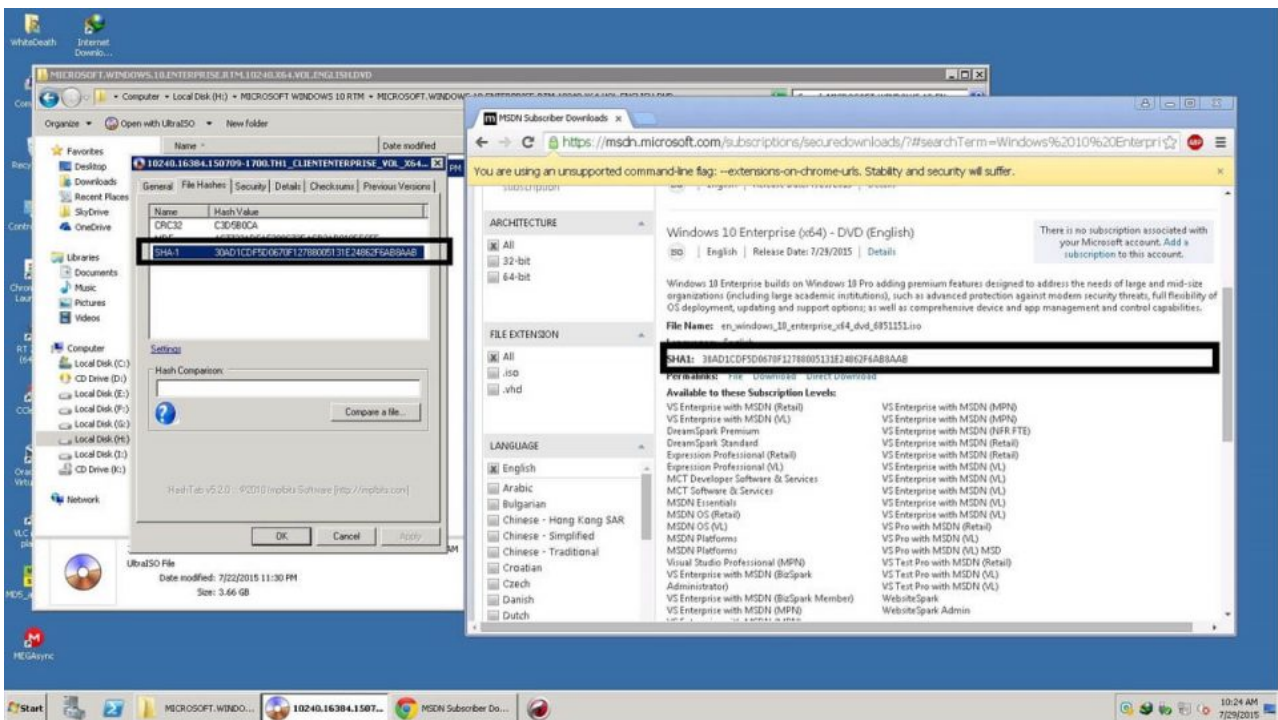 WhiteDeath
Internet
Downlo...
MICROSOFT.WINDOWS.10.ENTERPRISE.RTM.10240.X64.VOL.ENGLISH.DVD
Computer
Local Disk (H:)
MICROSOFT WINDOWS 10 RTM
Organize
Open with UltraISO
New folder
Name
Date modified
Favorites
Desktop
Downloads
Recent Places
SkyDrive
OneDrive
Libraries
Documents
Music
Pictures
Videos
Computer
Local Disk (C:)
CD Drive (D:)
Local Disk (E:)
Local Disk (F:)
Local Disk (G:)
Local Disk (H:)
Local Disk (I:)
CD Drive (K:)
Network
UltraISO File
Date modified: 7/22/2015 11:30 PM
Size: 3.66 GB
10240.16384.150709-1700.TH1_CLIENTENTERPRISE_VOL_X64...
General File Hashes Security Details Checksums Previous Versions
Name Hash Value
CRC32 C3D5B0CA
SHA-1 30AD1CDF5D0670F12788005131E24862F6AB8AAB
Settings
Hash Comparison:
Compare a file...
HashTab v5.2.0
OK Cancel Apply
MSDN Subscriber Downloads
https://msdn.microsoft.com/subscriptions/securedownloads/?#searchTerm=Windows%2010%20Enterpri
You are using an unsupported command-line flag: --extensions-on-chrome-urls. Stability and security will suffer.
subscription
ARCHITECTURE
All
32-bit
64-bit
FILE EXTENSION
All
.iso
.vhd
LANGUAGE
English
Arabic
Bulgarian
Chinese - Hong Kong SAR
Chinese - Simplified
Chinese - Traditional
Croatian
Czech
Danish
Dutch
Windows 10 Enterprise (x64) - DVD (English)
ISO | English | Release Date: 7/29/2015 | Details
There is no subscription associated with
your Microsoft account. Add a
subscription to this account.
Windows 10 Enterprise builds on Windows 10 Pro adding premium features designed to address the needs of large and mid-size
organizations (including large academic institutions), such as advanced protection against modern security threats, full flexibility of
OS deployment, updating and support options; as well as comprehensive device and app management and control capabilities.
File Name: en_windows_10_enterprise_x64_dvd_6851151.iso
SHA1: 30AD1CDF5D0670F12788005131E24862F6AB8AAB
Permalinks: File Download Direct Download
Available to these Subscription Levels:
VS Enterprise with MSDN (Retail)
VS Enterprise with MSDN (VL)
DreamSpark Premium
DreamSpark Standard
Expression Professional (Retail)
Expression Professional (VL)
MCT Developer Software & Services
MCT Software & Services
MSDN Essentials
MSDN OS (Retail)
MSDN OS (VL)
MSDN Platforms
MSDN Platforms
Visual Studio Professional (MPN)
VS Enterprise with MSDN (BizSpark
Administrator)
VS Enterprise with MSDN (BizSpark Member)
VS Enterprise with MSDN (MPN)
VS Enterprise with MSDN (MPN)
VS Enterprise with MSDN (MPN)
VS Enterprise with MSDN (NFR FTE)
VS Enterprise with MSDN (Retail)
VS Enterprise with MSDN (Retail)
VS Enterprise with MSDN (VL)
VS Enterprise with MSDN (VL)
VS Enterprise with MSDN (VL)
VS Enterprise with MSDN (VL)
VS Pro with MSDN (Retail)
VS Pro with MSDN (VL)
VS Pro with MSDN (VL) MSD
VS Test Pro with MSDN (Retail)
VS Test Pro with MSDN (VL)
VS Test Pro with MSDN (VL)
WebsiteSpark
WebsiteSpark Admin
MEGAsync
Start
MICROSOFT.WINDO...
10240.16384.1507...
MSDN Subscriber Do...
10:24 AM
7/29/2015